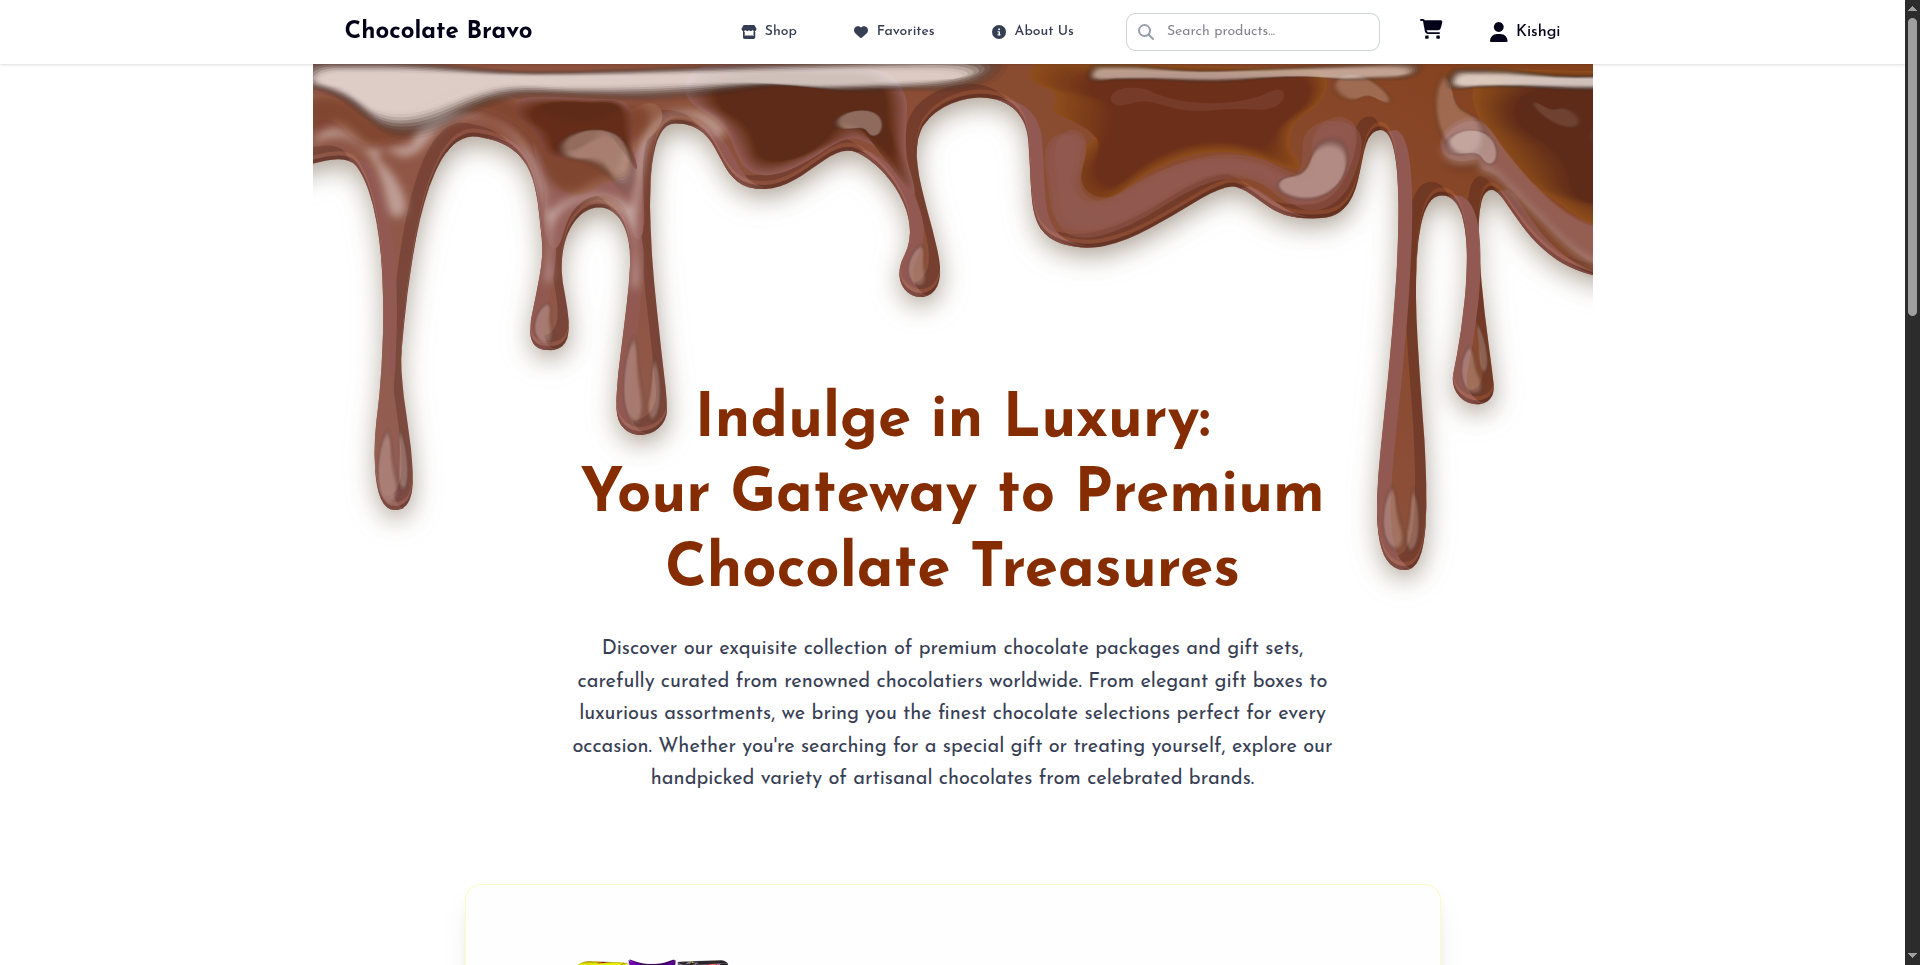 Chocolate Bravo
Shop
Favorites
About Us
Search products...
Kishgi
Indulge in Luxury:
Your Gateway to Premium
Chocolate Treasures
Discover our exquisite collection of premium chocolate packages and gift sets,
carefully curated from renowned chocolatiers worldwide. From elegant gift boxes to
luxurious assortments, we bring you the finest chocolate selections perfect for every
occasion. Whether you're searching for a special gift or treating yourself, explore our
handpicked variety of artisanal chocolates from celebrated brands.